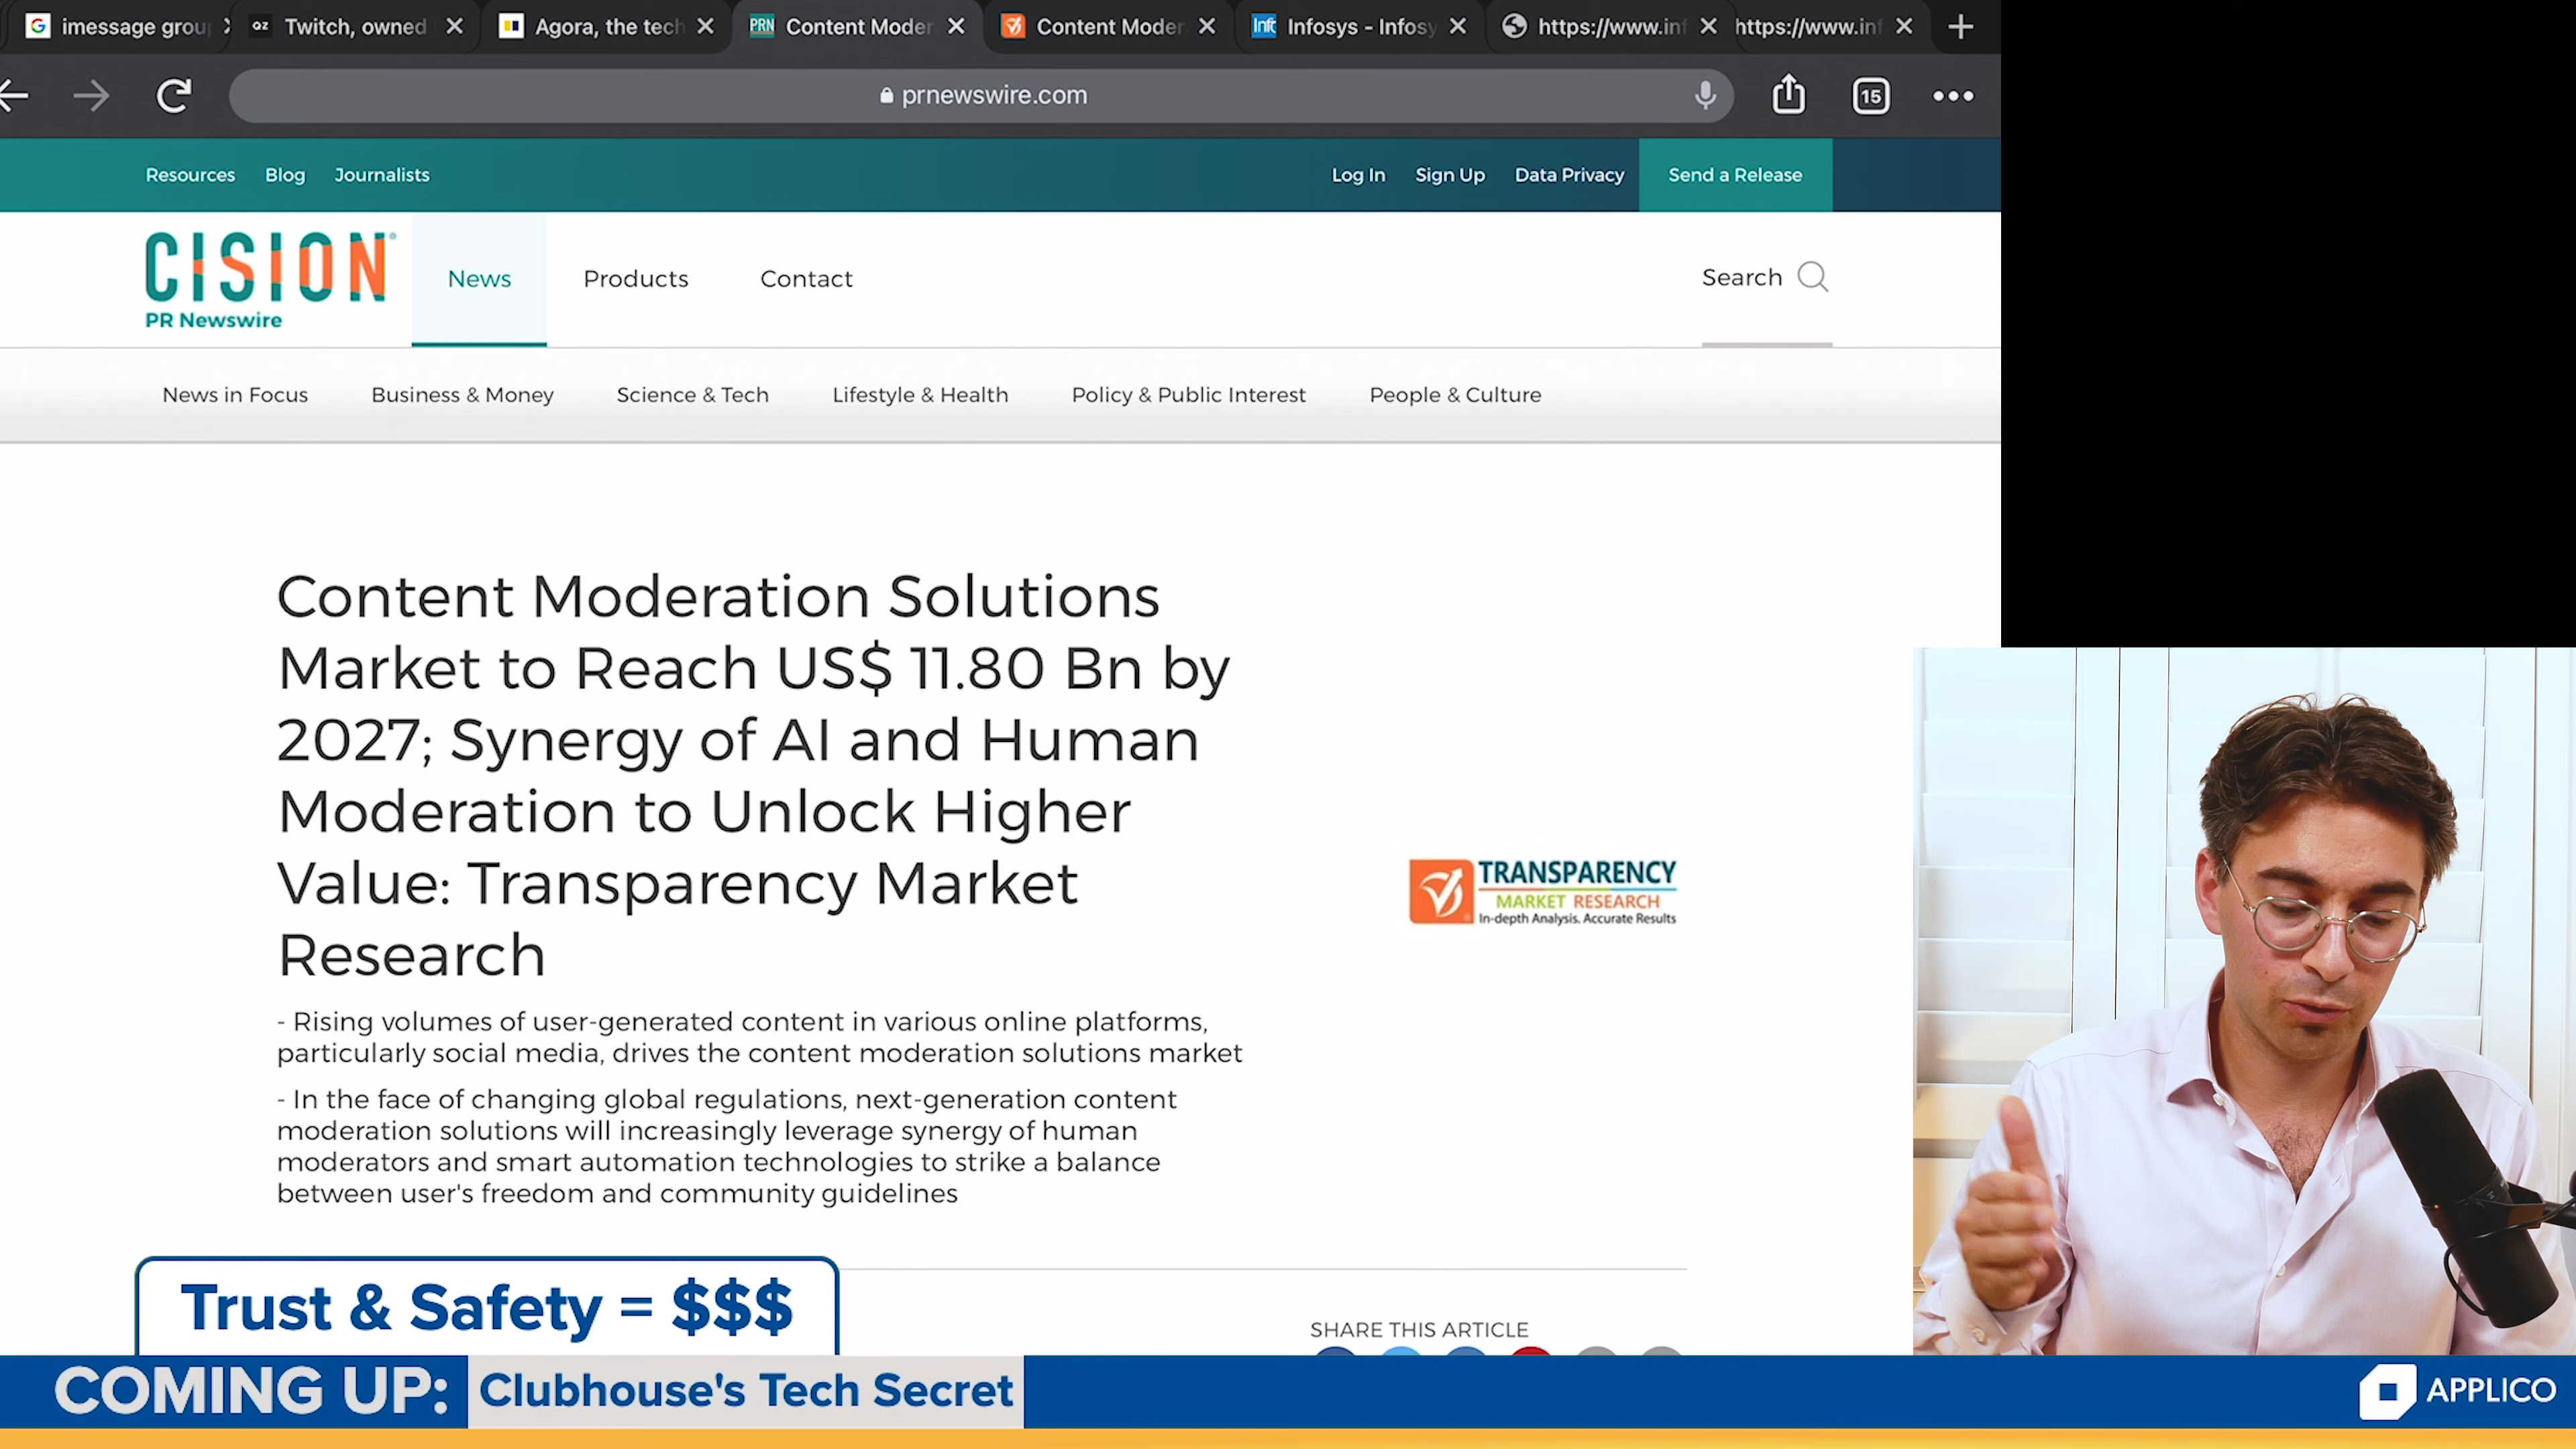 imessage grou
Twitch, owned
Agora, the tech
PRN
Content Moder
Content Moder
Infosys - Infosy
https://www.inf
https://www.inf
prnewswire.com
15
Resources
Blog
Journalists
Log In
Sign Up
Data Privacy
Send a Release
CISION
PR Newswire
News
Products
Contact
Search
News in Focus
Business & Money
Science & Tech
Lifestyle & Health
Policy & Public Interest
People & Culture
Content Moderation Solutions
Market to Reach US$ 11.80 Bn by
2027; Synergy of AI and Human
Moderation to Unlock Higher
Value: Transparency Market
Research
TRANSPARENCY
MARKET RESEARCH
In-depth Analysis. Accurate Results
- Rising volumes of user-generated content in various online platforms,
particularly social media, drives the content moderation solutions market
- In the face of changing global regulations, next-generation content
moderation solutions will increasingly leverage synergy of human
moderators and smart automation technologies to strike a balance
between user's freedom and community guidelines
SHARE THIS ARTICLE
Trust & Safety = $$$
COMING UP:
Clubhouse's Tech Secret
APPLICO